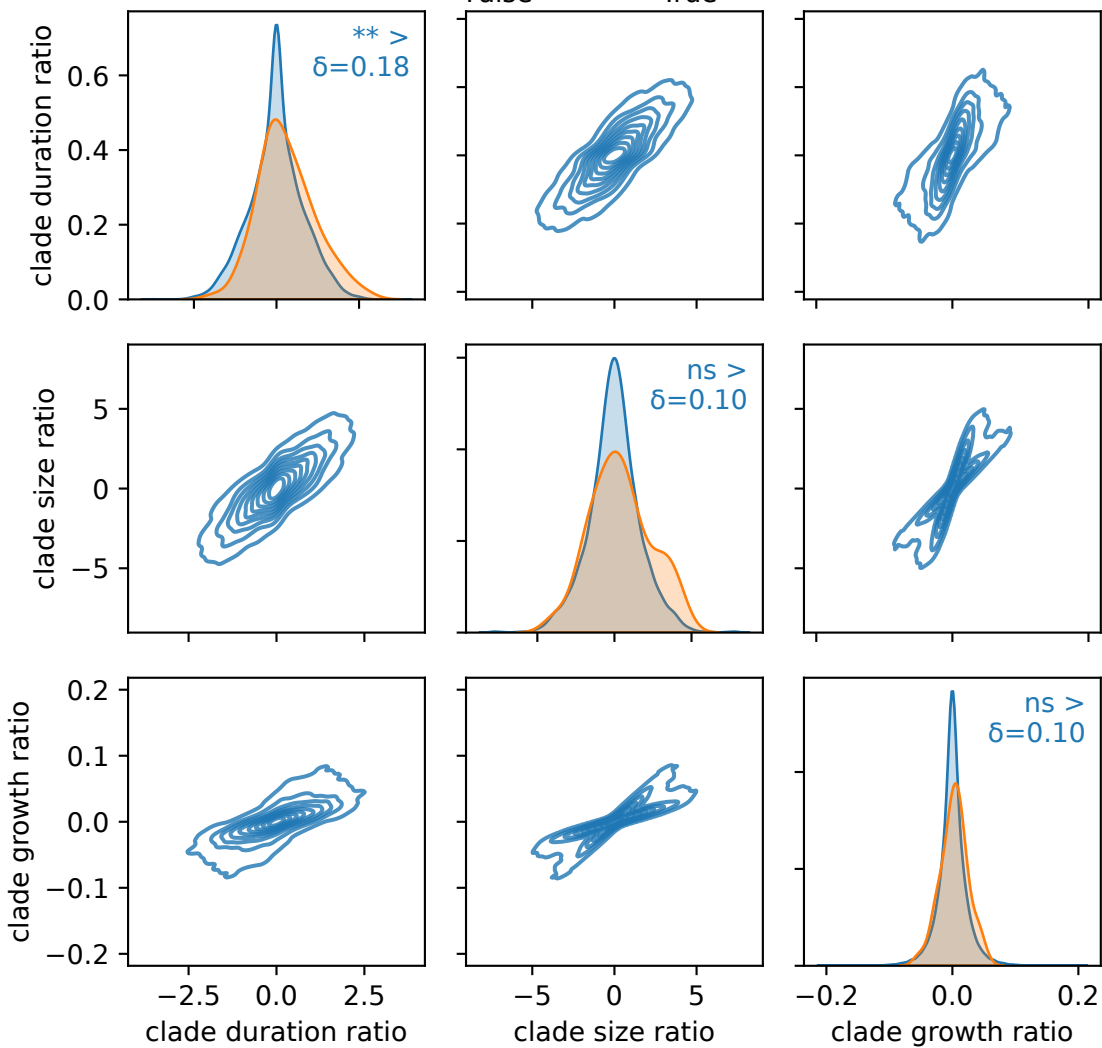 clade duration ratio
0.6
0.4
0.2
0.0
** >
δ=0.18
clade size ratio
5
0
−5
ns >
δ=0.10
clade growth ratio
0.2
0.1
0.0
−0.1
−0.2
ns >
δ=0.10
−2.5 0.0 2.5
−5 0 5
−0.2 0.0 0.2
clade duration ratio
clade size ratio
clade growth ratio